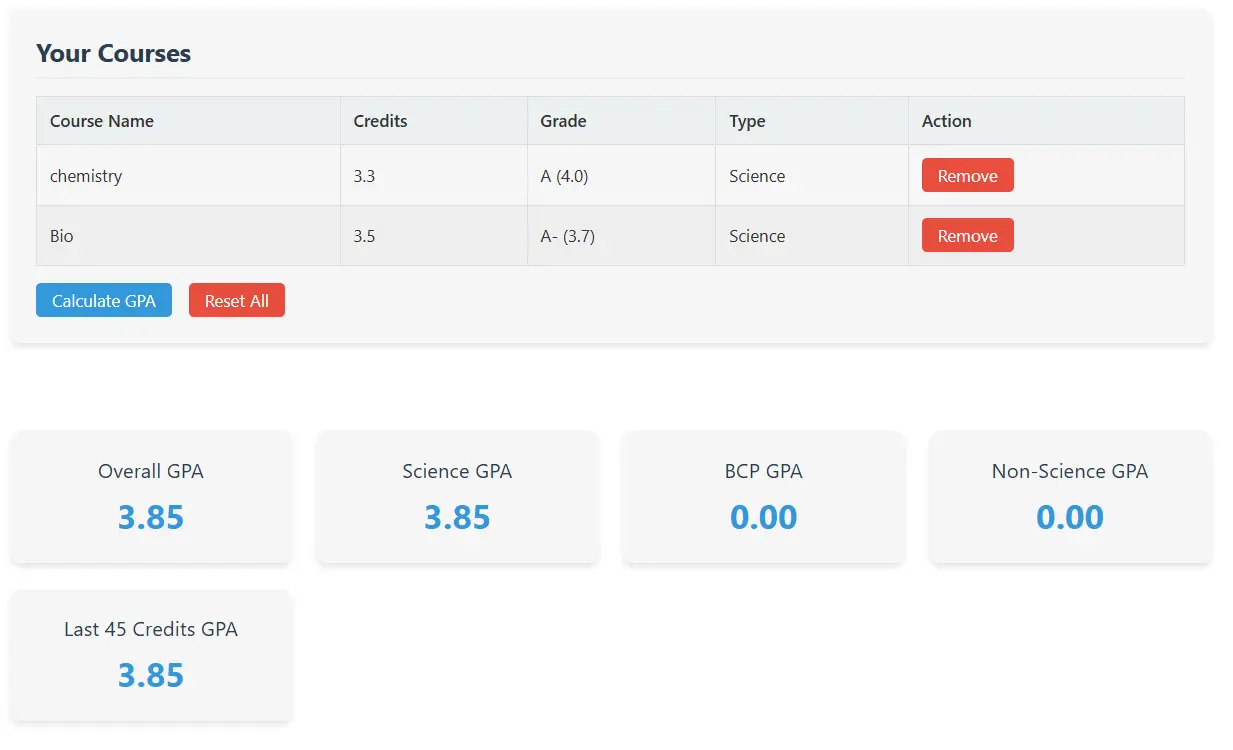 Your Courses
Course Name Credits Grade Type Action
chemistry 3.3 A (4.0) Science Remove
Bio 3.5 A- (3.7) Science Remove
Calculate GPA Reset All
Overall GPA Science GPA BCP GPA Non-Science GPA
3.85 3.85 0.00 0.00
Last 45 Credits GPA
3.85